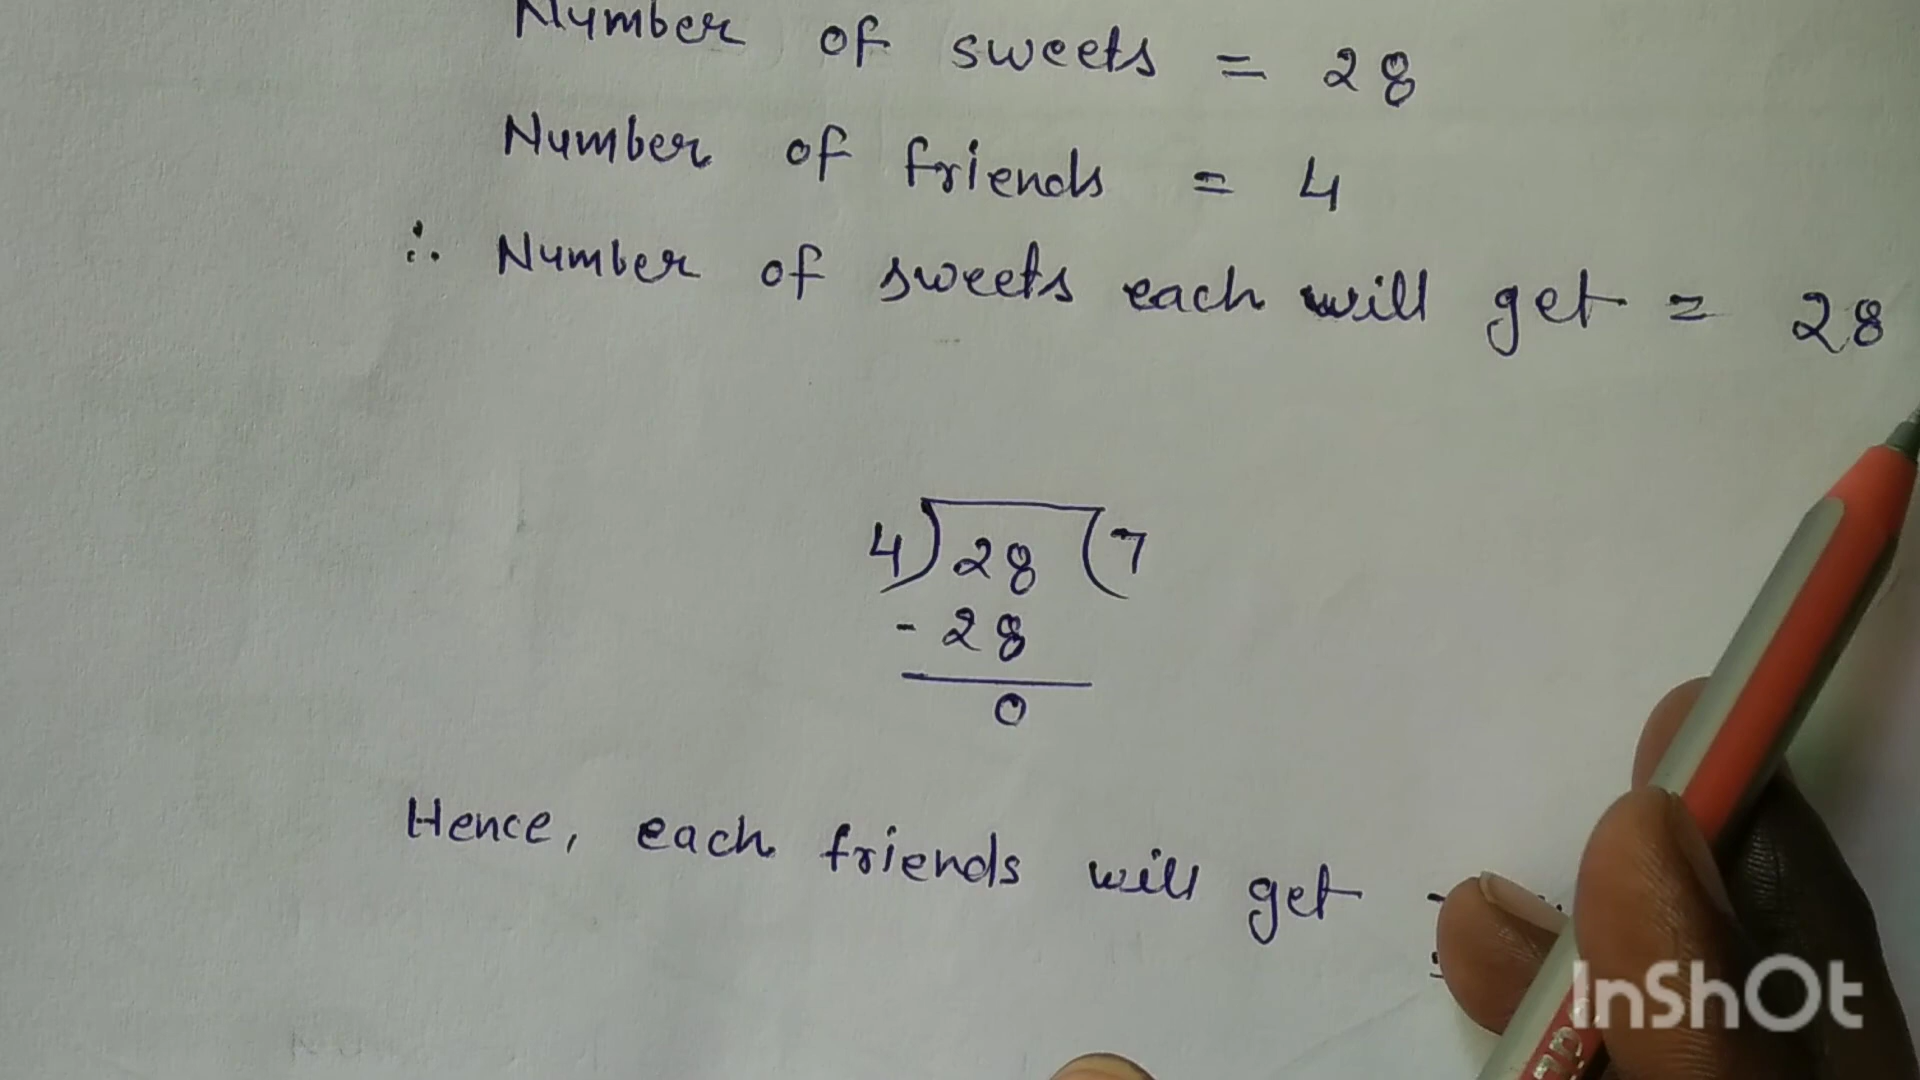 Number of sweets = 28
Number of friends = 4
∴ Number of sweets each will get = 28
4)28(7
- 28
0
Hence, each friends will get
InShOt